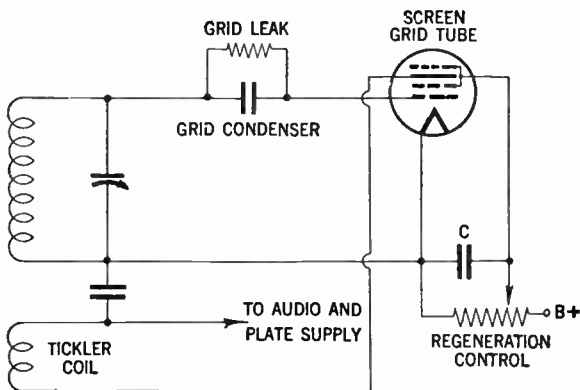 SCREEN
GRID TUBE
GRID LEAK
GRID CONDENSER
C
B+
TO AUDIO AND
PLATE SUPPLY
REGENERATION
CONTROL
TICKLER
COIL